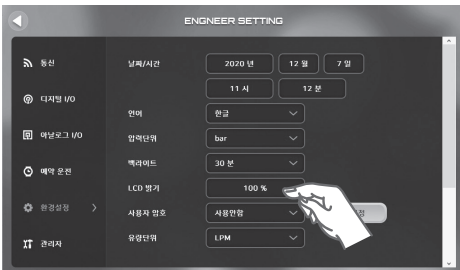 ENGNEER SETTING
통신
디지털 I/O
아날로그 I/O
예약 운전
환경설정
관리자
날짜/시간 2020 년 12 월 7 일
11 시 12 분
언어 한글
압력단위 bar
백라이트 30 분
LCD 밝기 100 %
사용자 암호 사용안함
유량단위 LPM